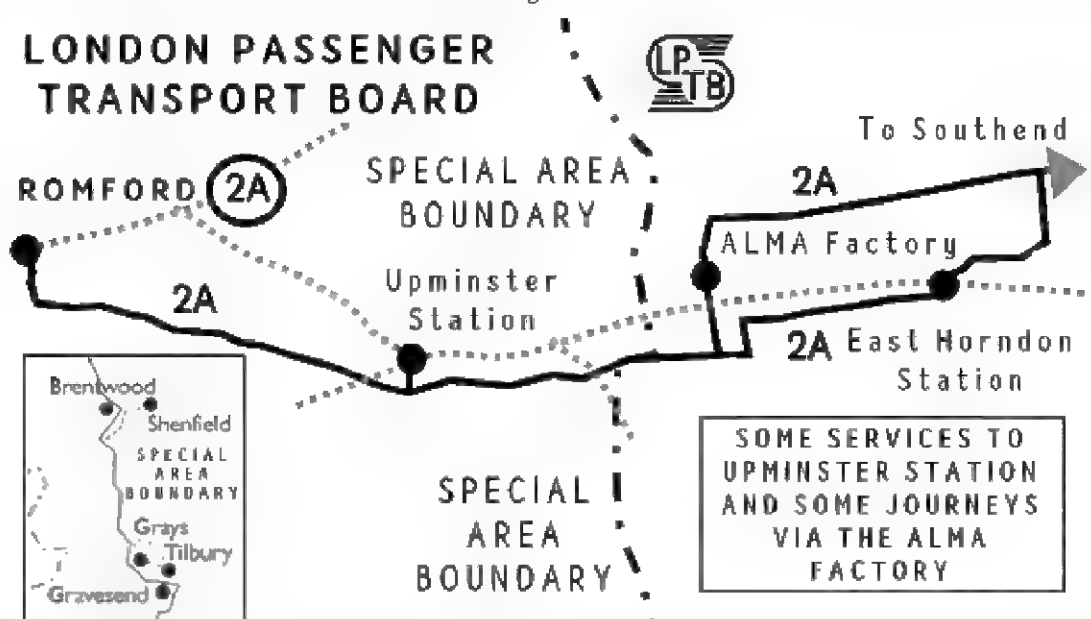 LONDON PASSENGER
TRANSPORT BOARD
LP
TB
To Southend
ROMFORD
2A
SPECIAL AREA
BOUNDARY
2A
ALMA Factory
2A
Upminster
Station
2A
East Horndon
Station
Brentwood
Shenfield
SPECIAL
AREA
BOUNDARY
Grays
Tilbury
Gravesend
SPECIAL
AREA
BOUNDARY
SOME SERVICES TO
UPMINSTER STATION
AND SOME JOURNEYS
VIA THE ALMA
FACTORY